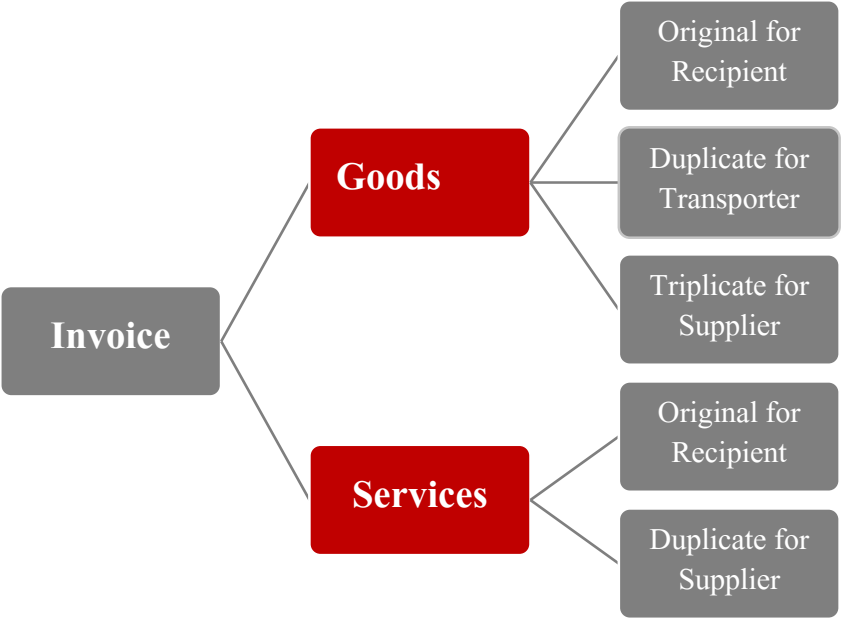 Invoice
Goods
Original for
Recipient
Duplicate for
Transporter
Triplicate for
Supplier
Services
Original for
Recipient
Duplicate for
Supplier